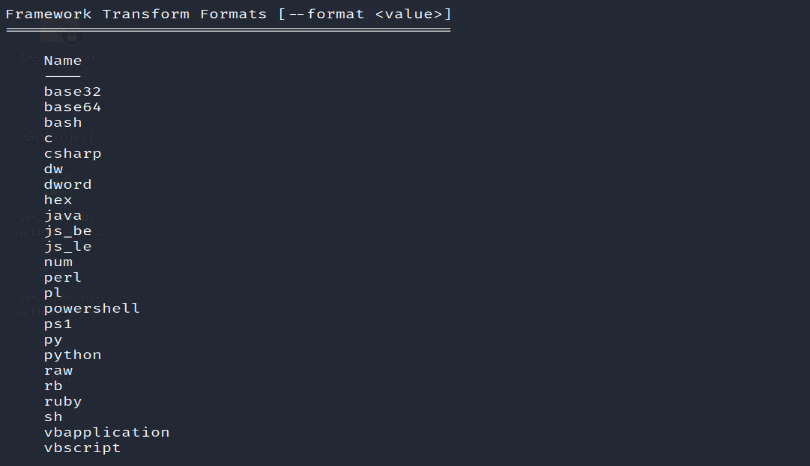 Framework Transform Formats [--format <value>]
==============================================
Name
----
base32
base64
bash
c
csharp
dw
dword
hex
java
js_be
js_le
num
perl
pl
powershell
ps1
py
python
raw
rb
ruby
sh
vbapplication
vbscript